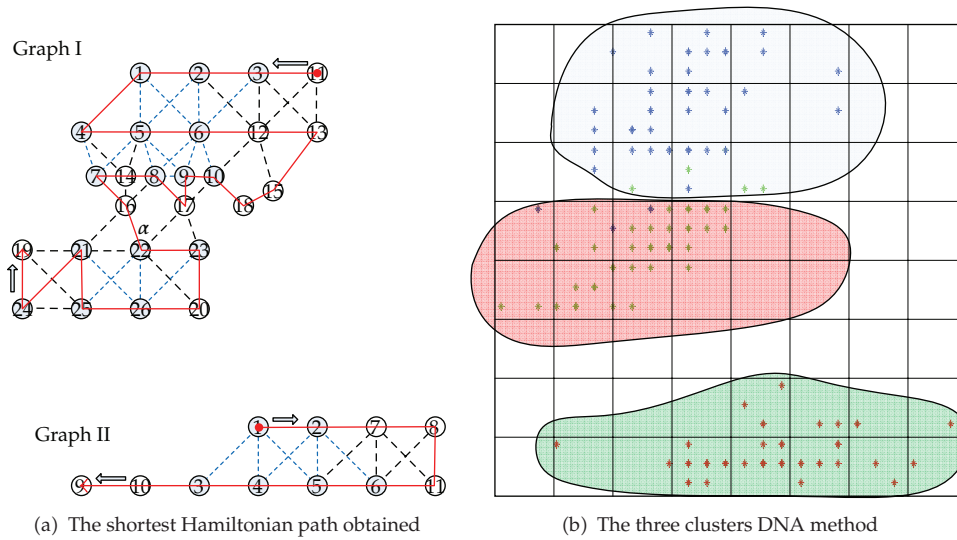 Graph I
1 2 3 11
4 5 6 12 13
7 14 8 9 10
15
16 17 18
α
19 21 22 23
24 25 26 20
Graph II
1 2 7 8
9 10 3 4 5 6 11
(a) The shortest Hamiltonian path obtained
(b) The three clusters DNA method